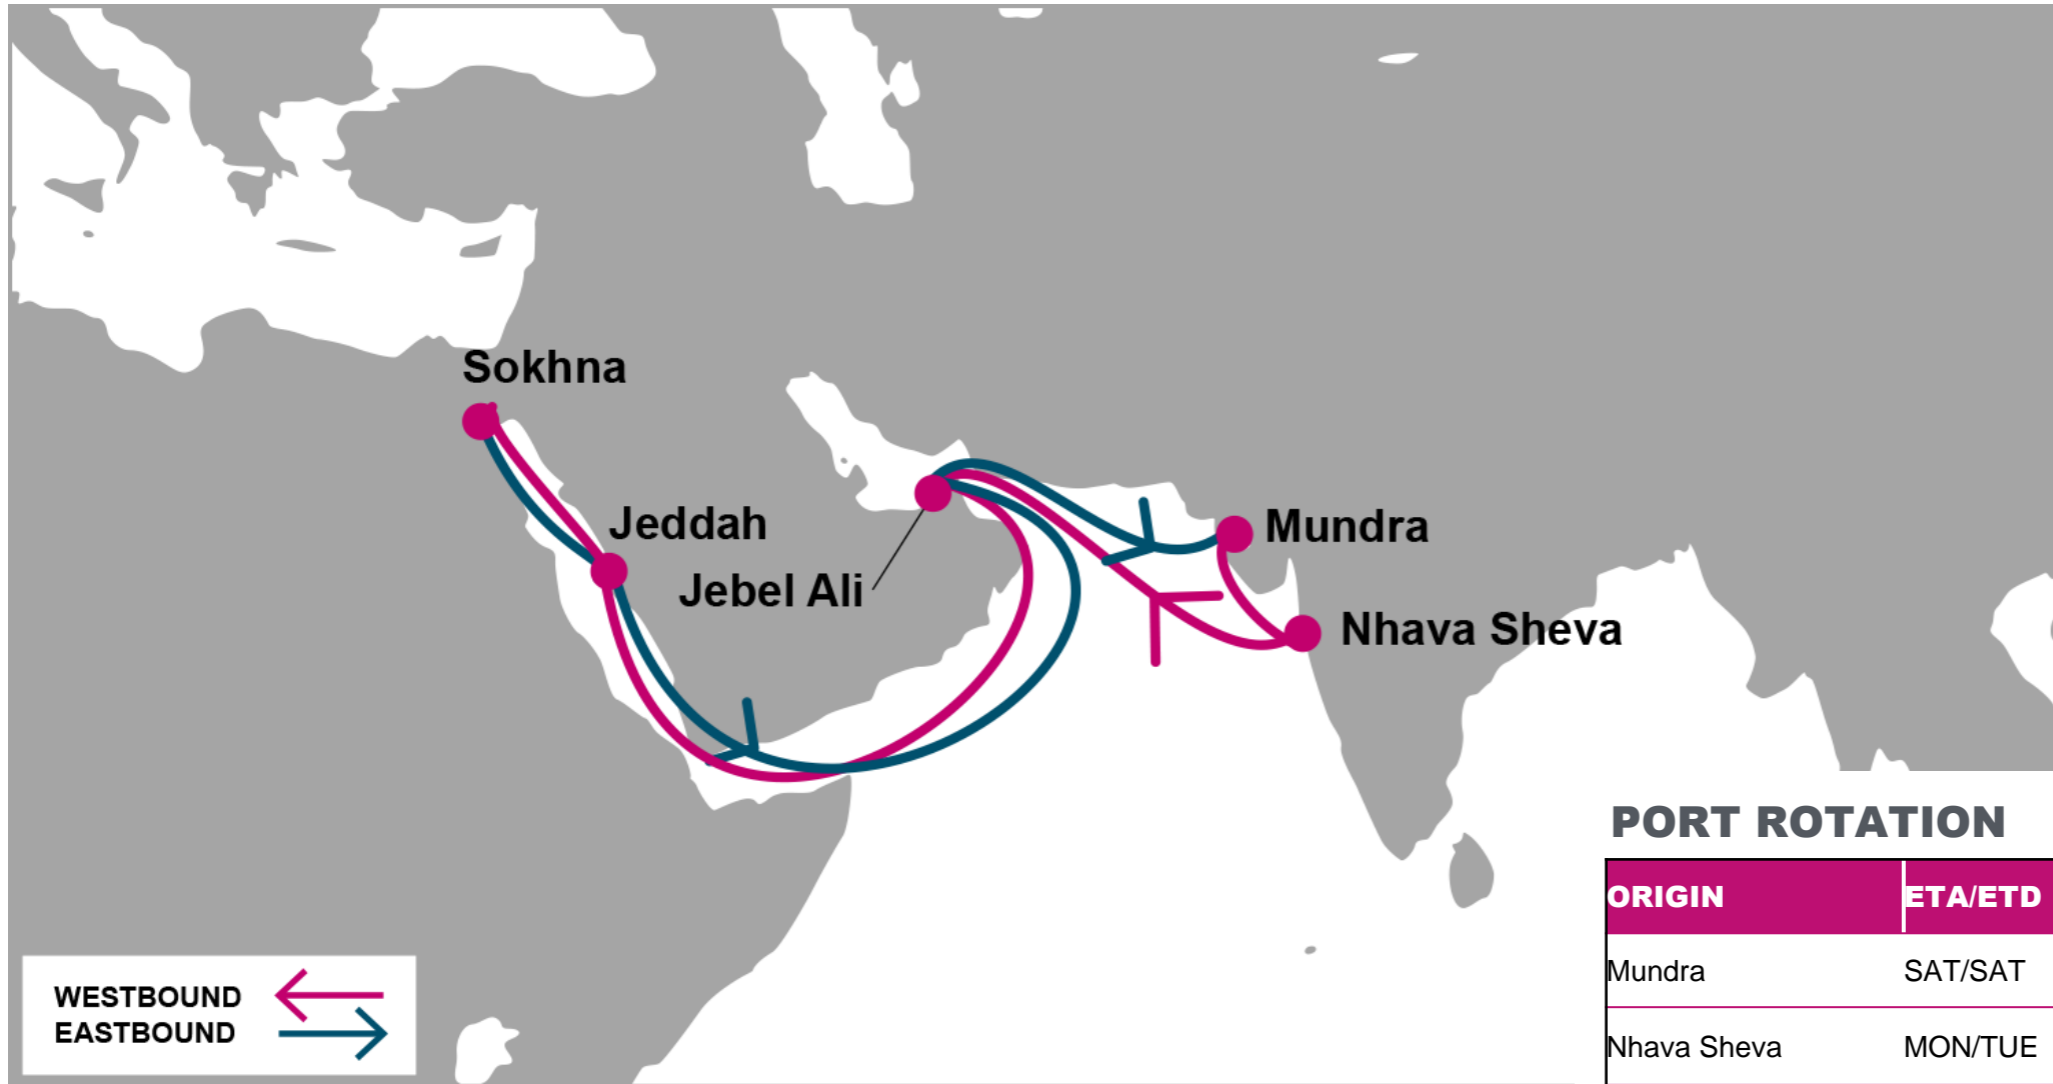 Sokhna
Jeddah
Jebel Ali
Mundra
Nhava Sheva
PORT ROTATION
ORIGIN ETA/ETD
Mundra SAT/SAT
Nhava Sheva MON/TUE
WESTBOUND
EASTBOUND